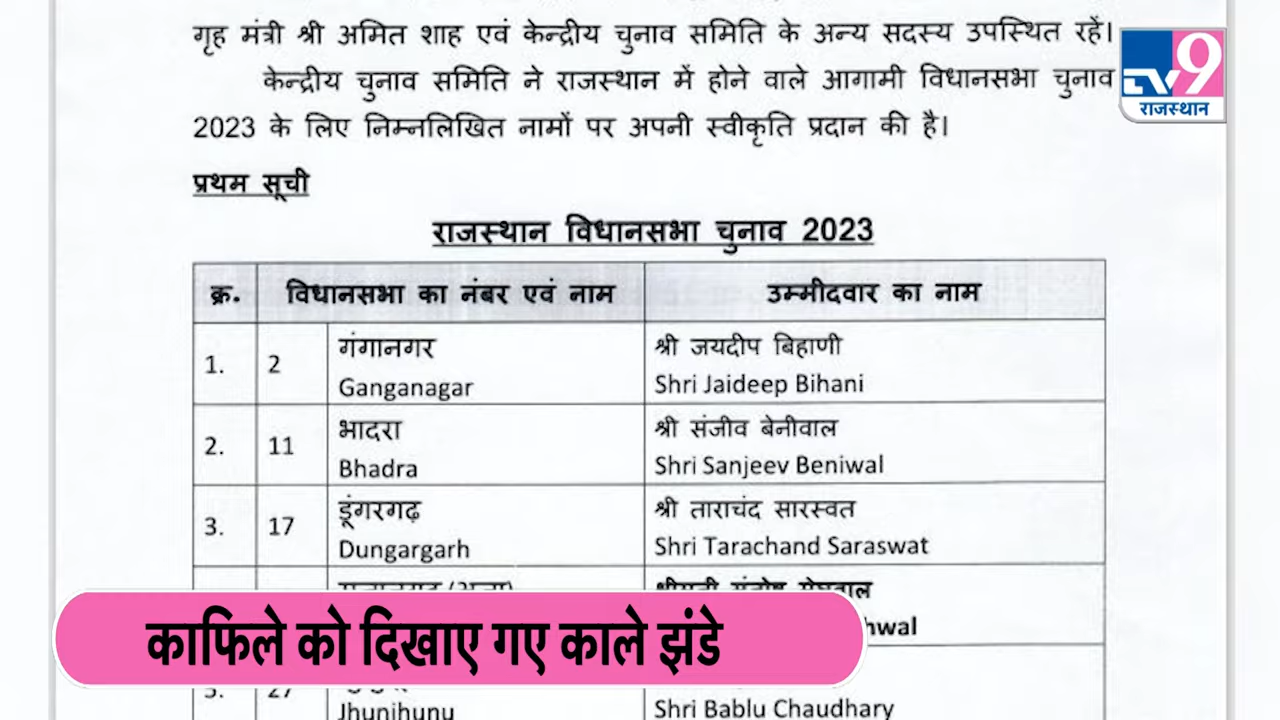 गृह मंत्री श्री अमित शाह एवं केन्द्रीय चुनाव समिति के अन्य सदस्य उपस्थित रहें।
केन्द्रीय चुनाव समिति ने राजस्थान में होने वाले आगामी विधानसभा चुनाव
2023 के लिए निम्नलिखित नामों पर अपनी स्वीकृति प्रदान की है।
TV9
राजस्थान
प्रथम सूची
राजस्थान विधानसभा चुनाव 2023
क्र. विधानसभा का नंबर एवं नाम उम्मीदवार का नाम
1. 2 गंगानगर श्री जयदीप बिहाणी
Ganganagar Shri Jaideep Bihani
2. 11 भादरा श्री संजीव बेनीवाल
Bhadra Shri Sanjeev Beniwal
3. 17 डूंगरगढ़ श्री ताराचंद सारस्वत
Dungargarh Shri Tarachand Saraswat
काफिले को दिखाए गए काले झंडे
5. 27
Jhunjhunu Shri Bablu Chaudhary